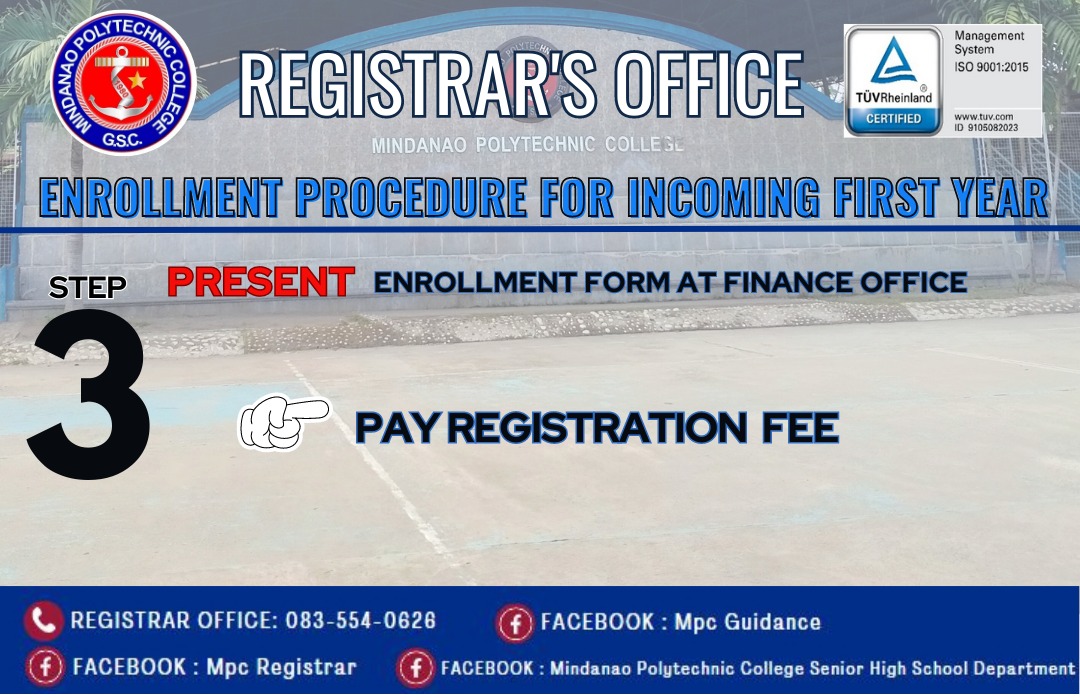 MINDANAO POLYTECHNIC COLLEGE
1940
G.S.C.
REGISTRAR'S OFFICE
TÜVRheinland®
CERTIFIED
Management
System
ISO 9001:2015
www.tuv.com
ID 9105082023
MINDANAO POLYTECHNIC COLLEGE
ENROLLMENT PROCEDURE FOR INCOMING FIRST YEAR
STEP
3
PRESENT ENROLLMENT FORM AT FINANCE OFFICE
PAY REGISTRATION FEE
REGISTRAR OFFICE: 083-554-0626
FACEBOOK : Mpc Guidance
FACEBOOK : Mpc Registrar
FACEBOOK : Mindanao Polytechnic College Senior High School Department